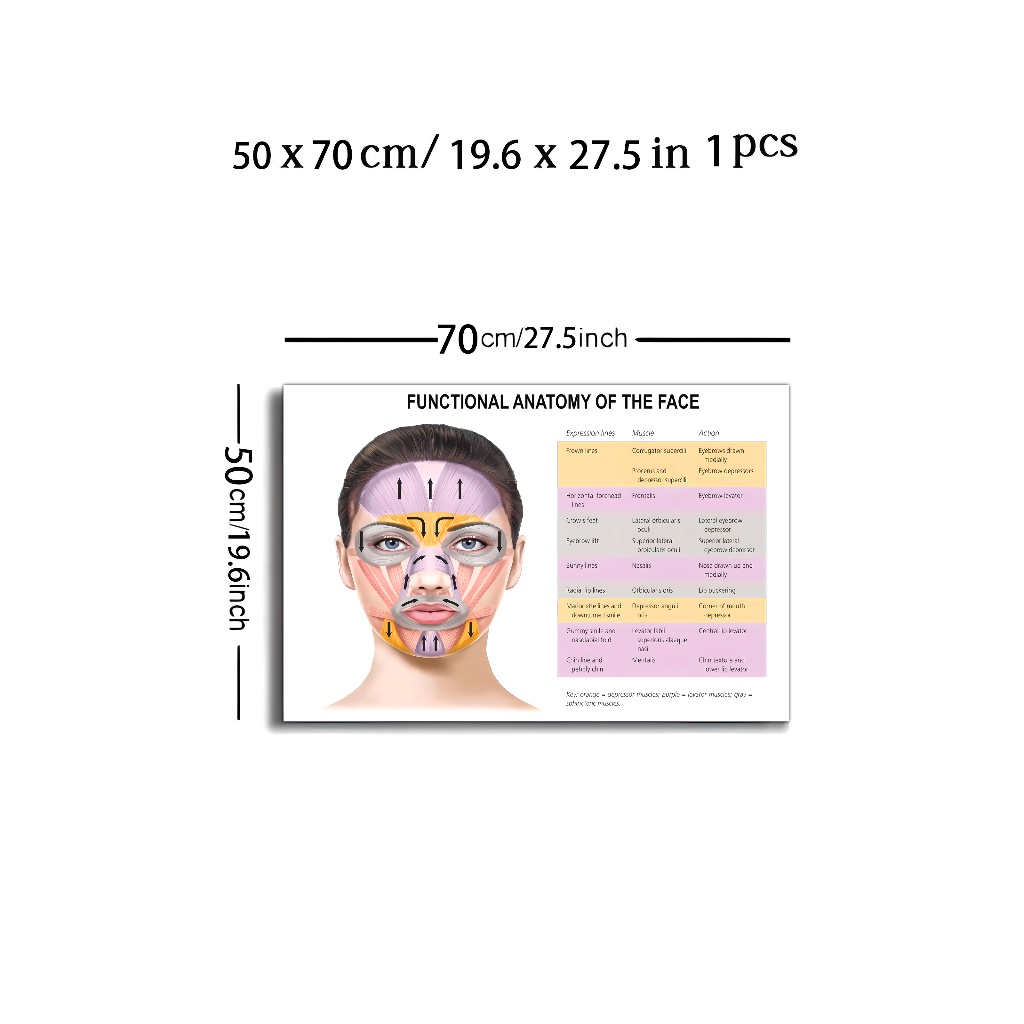 50 x 70 cm/ 19.6 x 27.5 in 1 pcs
70cm/27.5inch
50cm/19.6inch
FUNCTIONAL ANATOMY OF THE FACE
Expression lines Muscle Action
Frown lines Corrugator supercilii Eyebrows drawn
medially
Procerus and Eyebrow depressors
depressor supercilii
Horizontal forehead Frontalis Eyebrow levator
lines
Crow's feet Lateral orbicularis Lateral eyebrow
oculi depressor
Eyebrow lift Superior lateral Superior lateral
orbicularis oculi eyebrow depressor
Bunny lines Nasalis Nose drawn up and
medially
Radial lip lines Orbicularis oris Lip puckering
Marionette lines and Depressor anguli Corner of mouth
downturned smile oris depressor
Gummy smile and Levator labii Central lip levator
nasolabial fold superioris alaeque
nasi
Chin line and Mentalis Chin texture and
pebbly chin lower lip levator
Key: orange = depressor muscles; purple = levator muscles; gray =
sphincteric muscles.